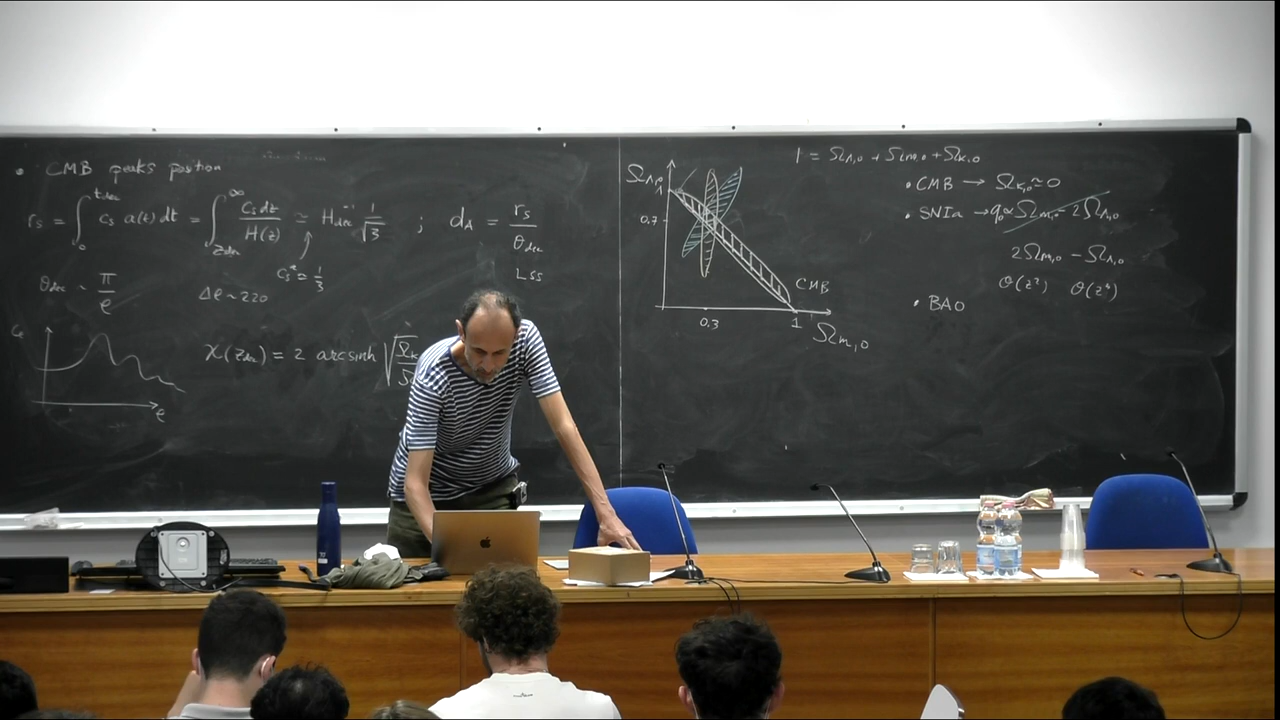 • CMB peaks position
r_s = ∫_0^{t_dec} c_s a(t) dt = ∫_{z_dec}^∞ c_s dz / H(z) ≃ H_dec^{-1} 1/√3 ; d_A = r_s / θ_dec
c_s^2 ≃ 1/3
LSS
θ_dec ~ π/ℓ
Δℓ ~ 220
χ(z_dec) = 2 arcsinh √Ω_k
ℓ
Ω_Λ,0
1
0.7
0.3
1
Ω_m,0
CMB
1 = Ω_Λ,0 + Ω_m,0 + Ω_k,0
• CMB → Ω_k,0 ≃ 0
• SNIa → q_0 ∝ Ω_m,0 - 2Ω_Λ,0
2Ω_m,0 - Ω_Λ,0
θ(z²) θ(z⁴)
• BAO